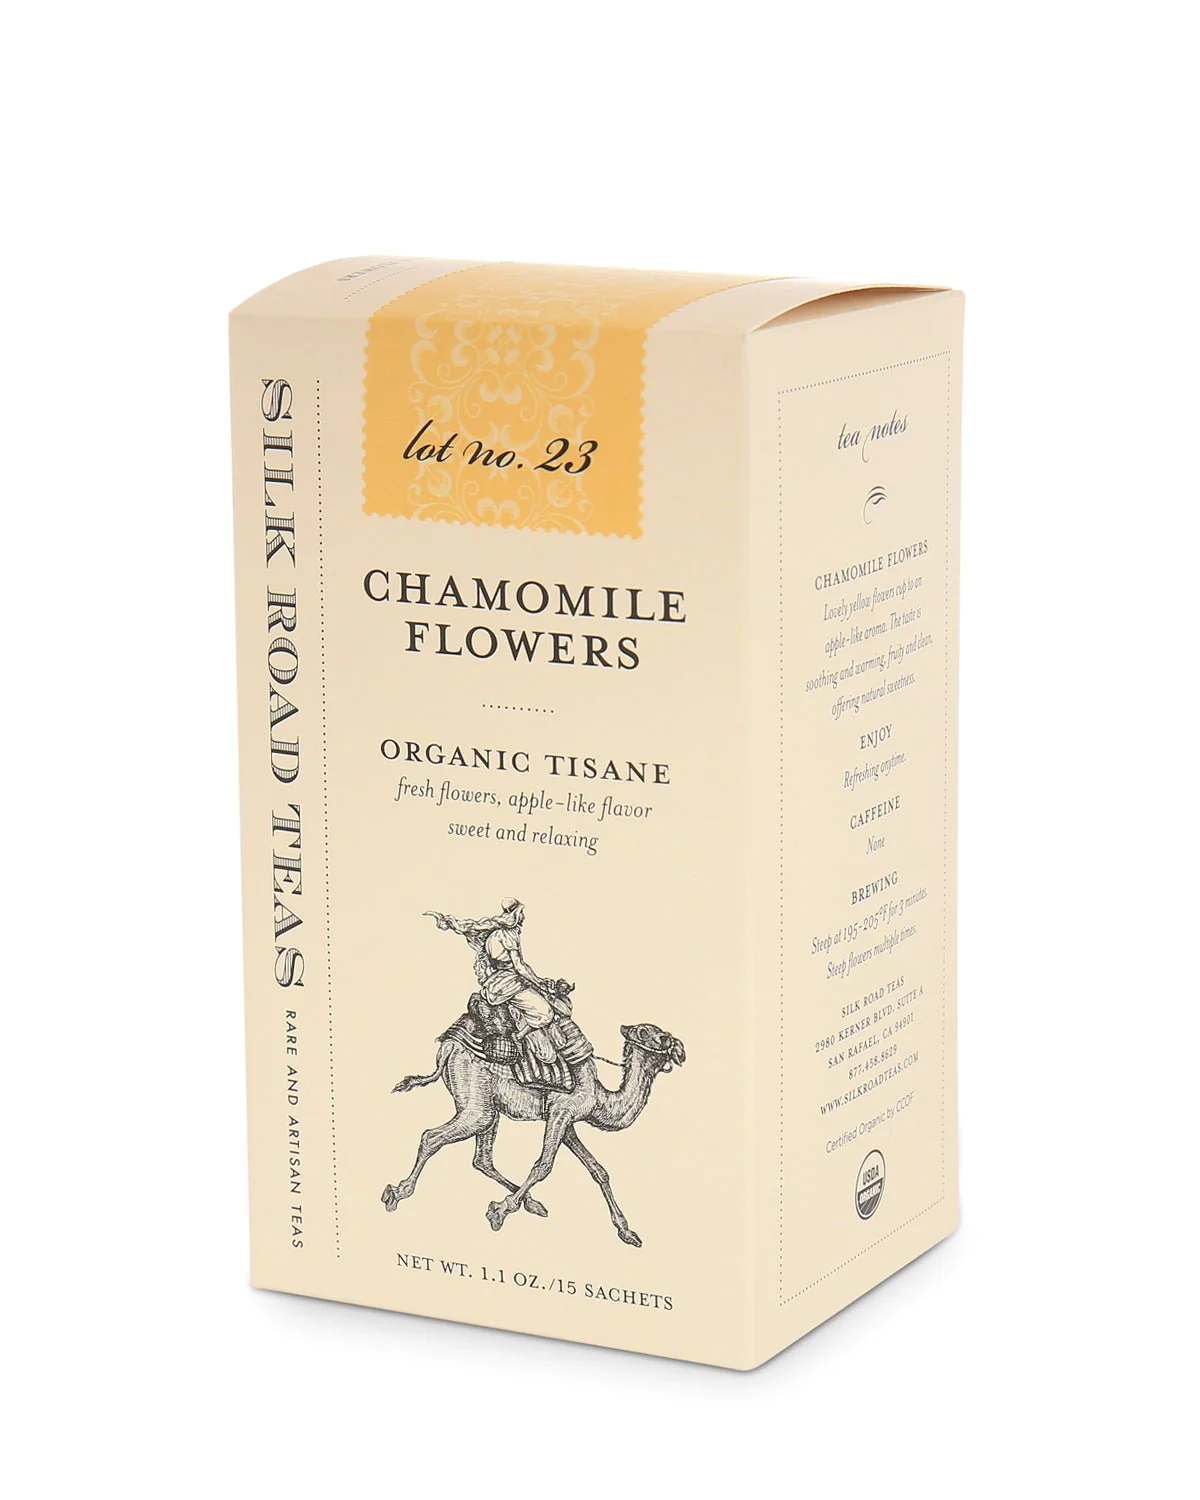 FLOWERS
SILK ROAD TEAS RARE AND ARTISAN TEAS
lot no. 23
CHAMOMILE
FLOWERS
ORGANIC TISANE
fresh flowers, apple-like flavor
sweet and relaxing
NET WT. 1.1 OZ./15 SACHETS
tea notes
CHAMOMILE FLOWERS
Lovely yellow flowers cup to an
apple-like aroma. The taste is
soothing and warming, fruity and clean,
offering natural sweetness.
ENJOY
Refreshing anytime.
CAFFEINE
None
BREWING
Steep at 195-205°F for 3 minutes.
Steep flowers multiple times.
SILK ROAD TEAS
2980 KERNER BLVD. SUITE A
SAN RAFAEL, CA 94901
877.458.8629
WWW.SILKROADTEAS.COM
Certified Organic by CCOF
USDA
ORGANIC